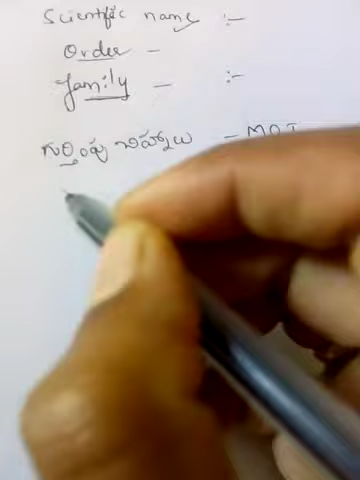 Scientific name :-
Order -
family - :-
గుర్తింపు చిహ్నాలు -